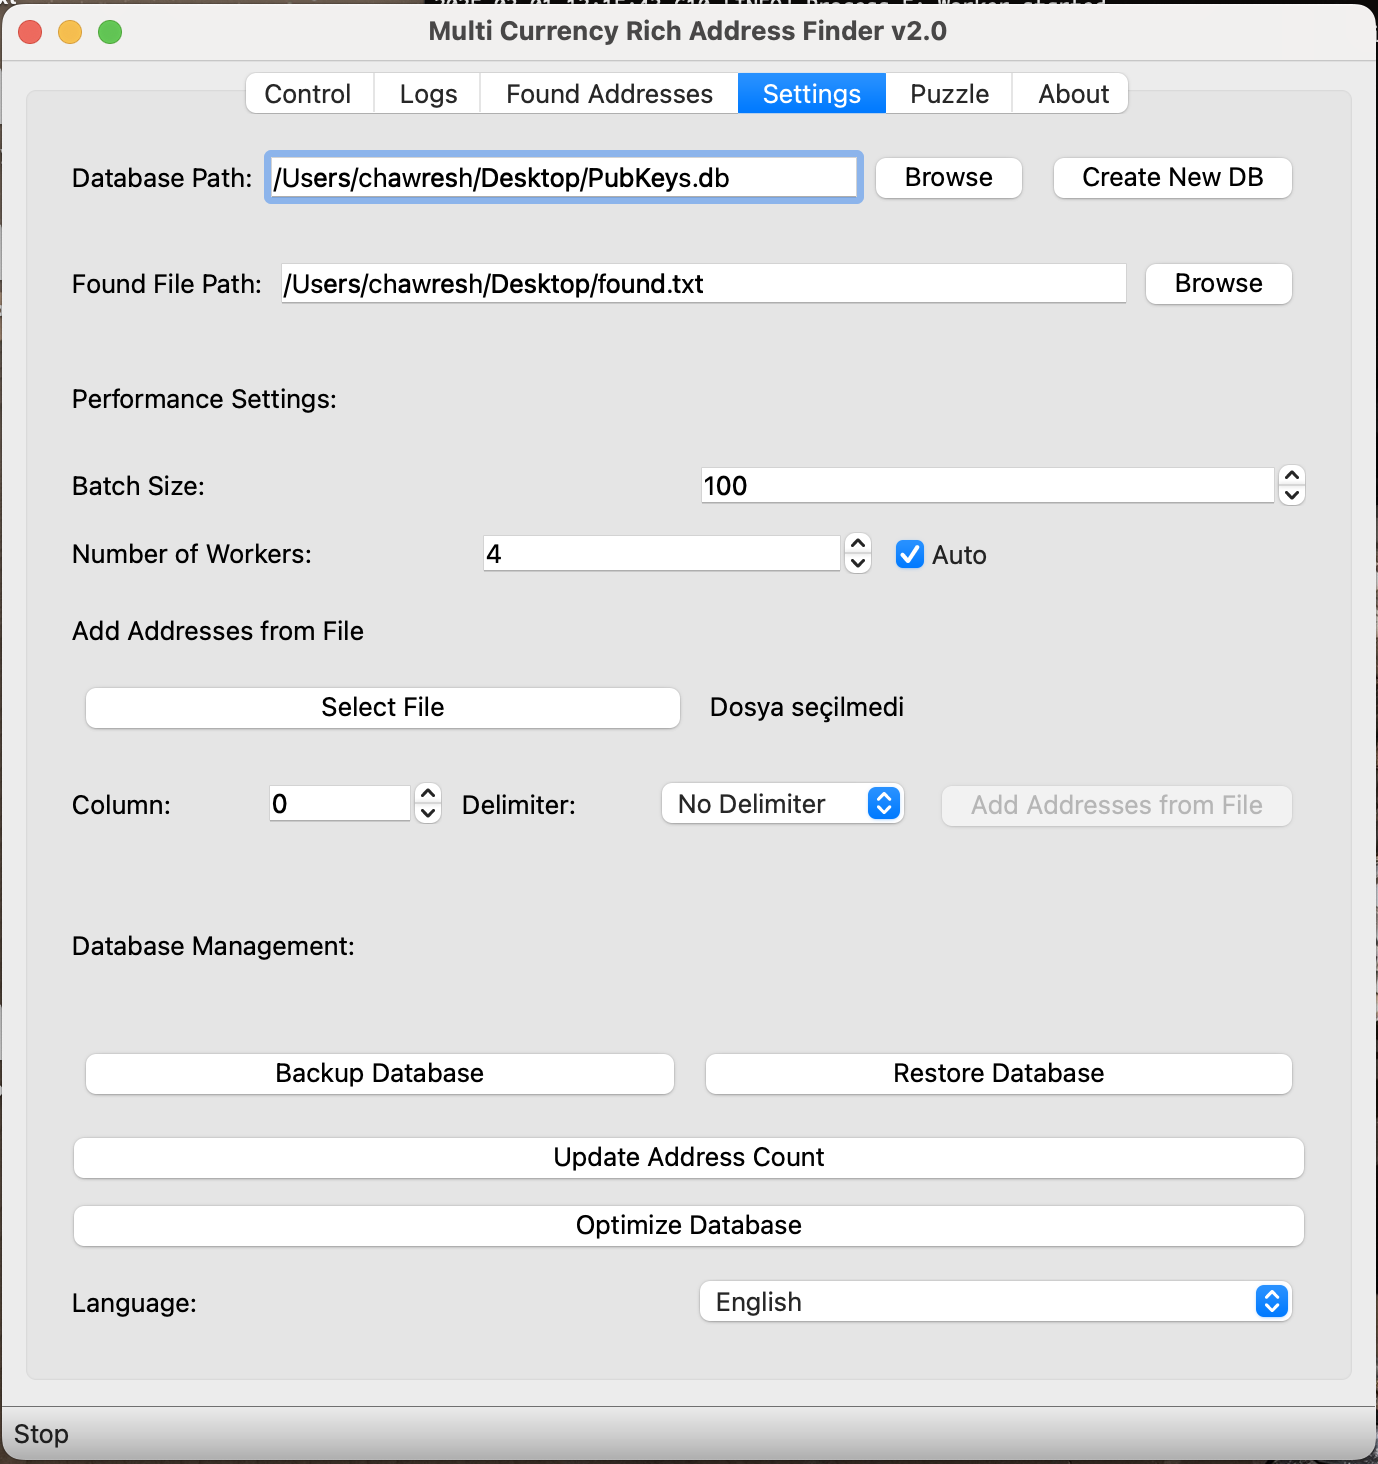 Multi Currency Rich Address Finder v2.0
Control Logs Found Addresses Settings Puzzle About
Database Path: /Users/chawresh/Desktop/PubKeys.db Browse Create New DB
Found File Path: /Users/chawresh/Desktop/found.txt Browse
Performance Settings:
Batch Size: 100
Number of Workers: 4 Auto
Add Addresses from File
Select File Dosya seçilmedi
Column: 0 Delimiter: No Delimiter Add Addresses from File
Database Management:
Backup Database Restore Database
Update Address Count
Optimize Database
Language: English
Stop